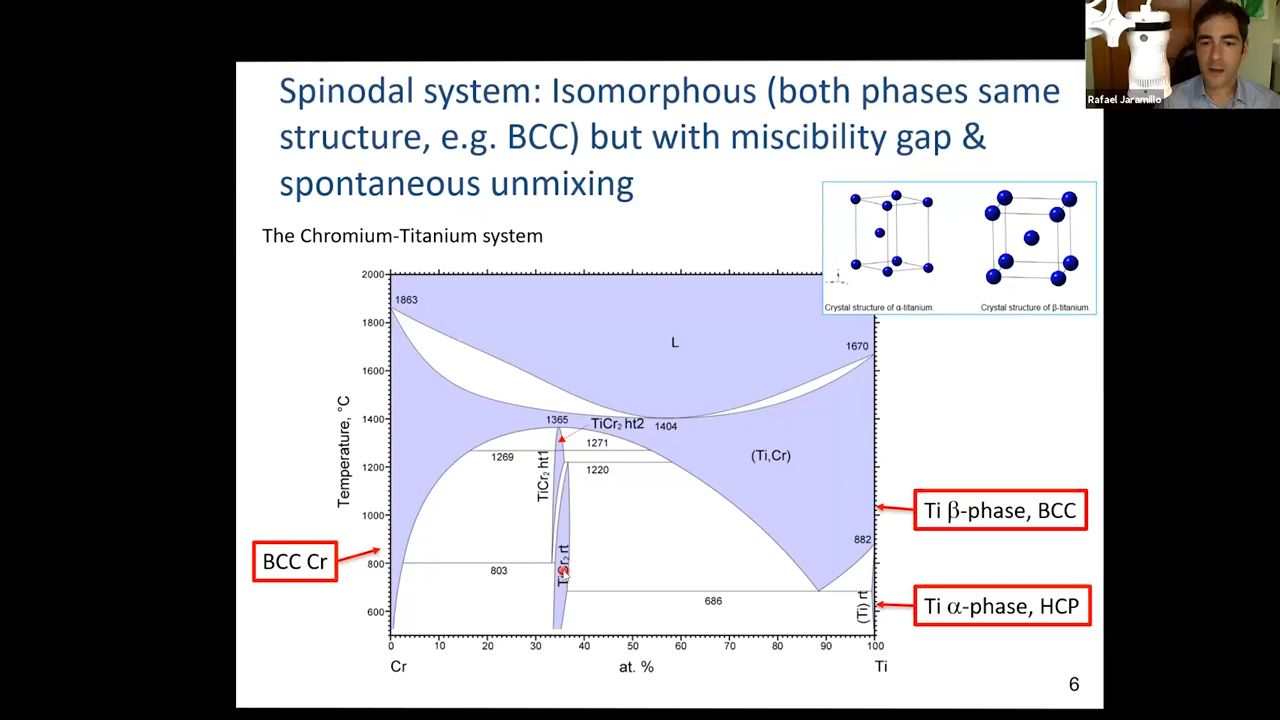 Rafael Jaramillo
Spinodal system: Isomorphous (both phases same
structure, e.g. BCC) but with miscibility gap &
spontaneous unmixing
The Chromium-Titanium system
Crystal structure of α-titanium.
Crystal structure of β-titanium.
Temperature, °C
2000
1800
1600
1400
1200
1000
800
600
1863
L
1670
1365
TiCr₂ ht2
1404
1271
1269
1220
TiCr₂ ht1
(Ti,Cr)
882
803
TiCr₂ rt
686
(Ti) rt
BCC Cr
Ti β-phase, BCC
Ti α-phase, HCP
0 10 20 30 40 50 60 70 80 90 100
Cr at. % Ti
6